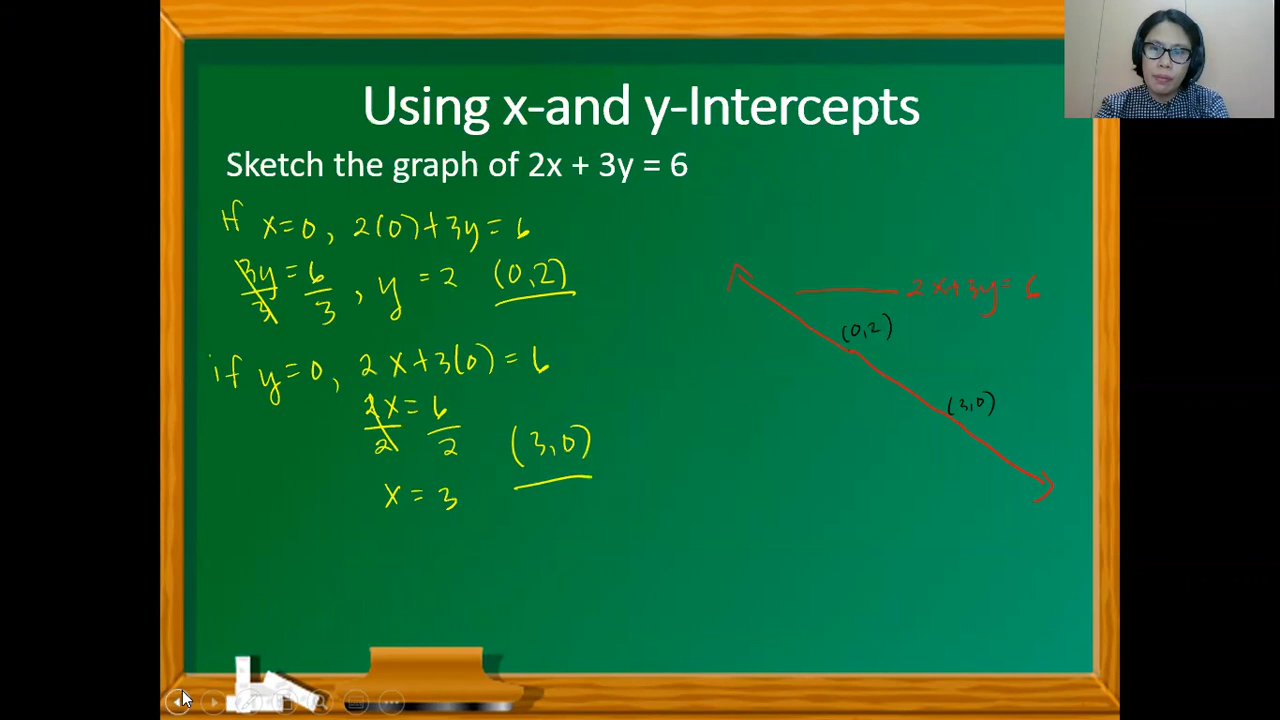 Using x-and y-Intercepts
Sketch the graph of 2x + 3y = 6
If x=0, 2(0)+3y=6
3y/3 = 6/3, y = 2 (0,2)
if y=0, 2x+3(0)=6
2x/2 = 6/2
(3,0)
x = 3
2x+3y=6
(0,2)
(3,0)